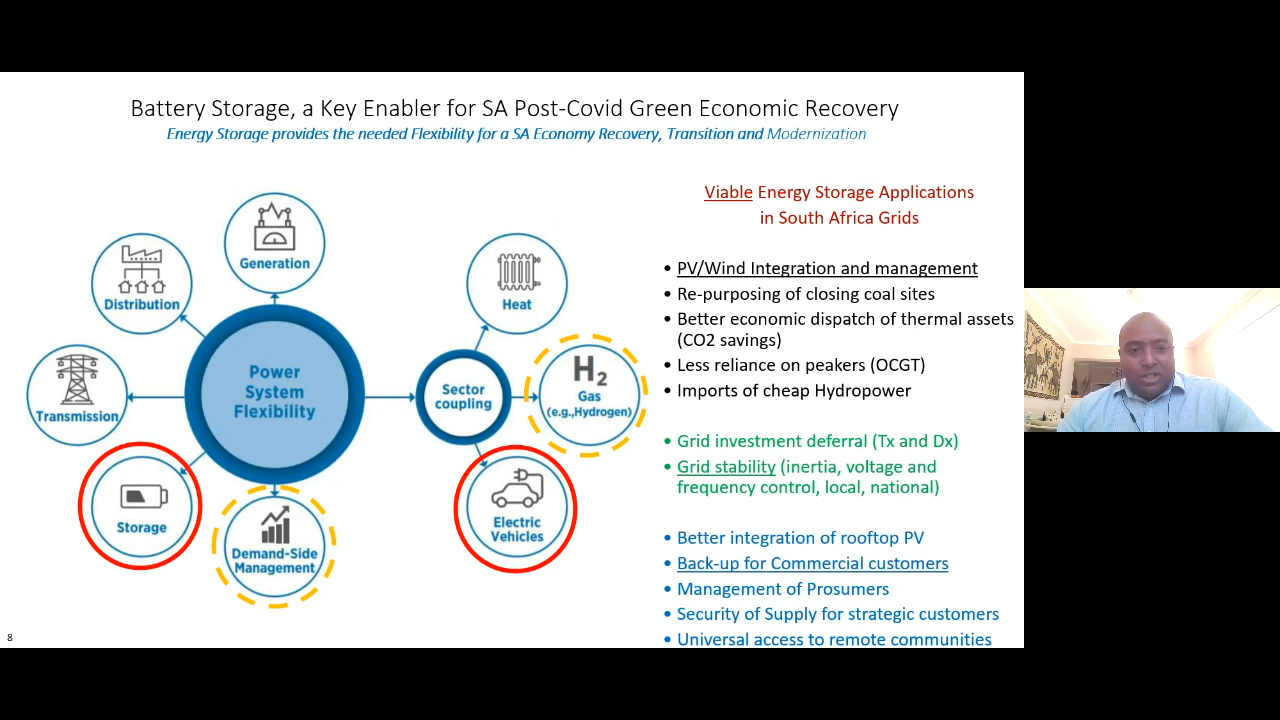 Battery Storage, a Key Enabler for SA Post-Covid Green Economic Recovery
Energy Storage provides the needed Flexibility for a SA Economy Recovery, Transition and Modernization
Generation
Distribution
Transmission
Power
System
Flexibility
Storage
Demand-Side
Management
Sector
coupling
Heat
H2
Gas
(e.g.,Hydrogen)
Electric
Vehicles
Viable Energy Storage Applications
in South Africa Grids
• PV/Wind Integration and management
• Re-purposing of closing coal sites
• Better economic dispatch of thermal assets
(CO2 savings)
• Less reliance on peakers (OCGT)
• Imports of cheap Hydropower
• Grid investment deferral (Tx and Dx)
• Grid stability (inertia, voltage and
frequency control, local, national)
• Better integration of rooftop PV
• Back-up for Commercial customers
• Management of Prosumers
• Security of Supply for strategic customers
• Universal access to remote communities
8